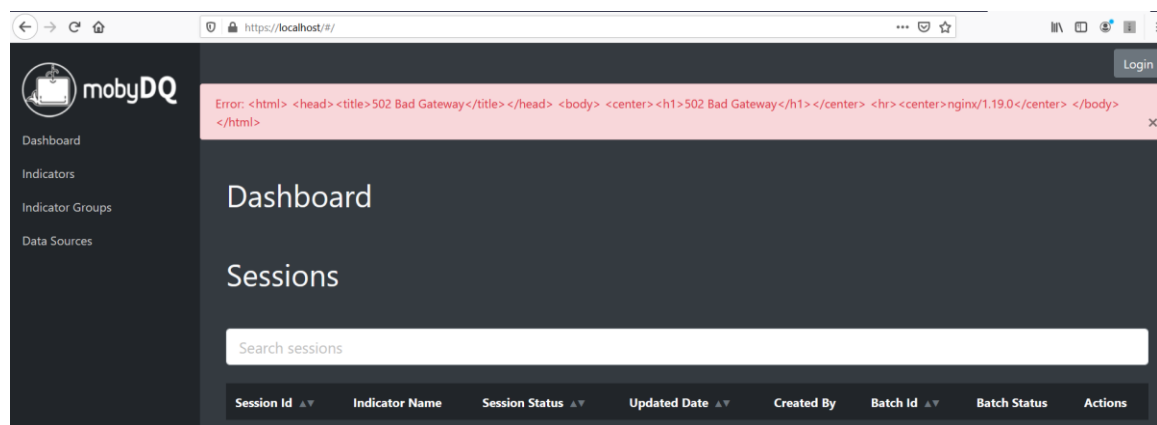 https://localhost/#/
mobyDQ
Login
Error: <html> <head><title>502 Bad Gateway</title></head> <body> <center><h1>502 Bad Gateway</h1></center> <hr><center>nginx/1.19.0</center> </body>
</html>
Dashboard
Indicators
Indicator Groups
Data Sources
Dashboard
Sessions
Search sessions
Session Id Indicator Name Session Status Updated Date Created By Batch Id Batch Status Actions